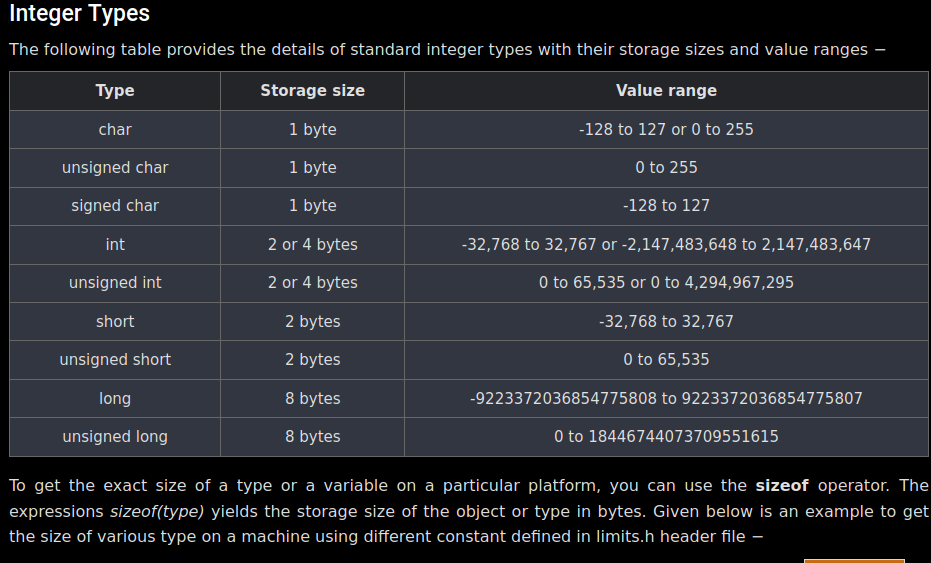 Integer Types
The following table provides the details of standard integer types with their storage sizes and value ranges −
Type Storage size Value range
char 1 byte -128 to 127 or 0 to 255
unsigned char 1 byte 0 to 255
signed char 1 byte -128 to 127
int 2 or 4 bytes -32,768 to 32,767 or -2,147,483,648 to 2,147,483,647
unsigned int 2 or 4 bytes 0 to 65,535 or 0 to 4,294,967,295
short 2 bytes -32,768 to 32,767
unsigned short 2 bytes 0 to 65,535
long 8 bytes -9223372036854775808 to 9223372036854775807
unsigned long 8 bytes 0 to 18446744073709551615
To get the exact size of a type or a variable on a particular platform, you can use the sizeof operator. The
expressions sizeof(type) yields the storage size of the object or type in bytes. Given below is an example to get
the size of various type on a machine using different constant defined in limits.h header file −